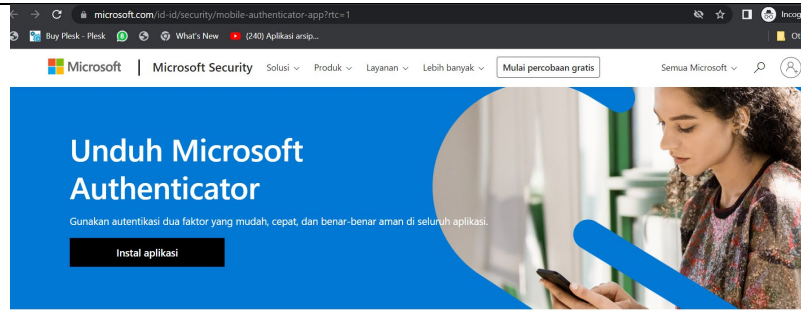 microsoft.com/id-id/security/mobile-authenticator-app?rtc=1
Incog
Buy Plesk - Plesk
What's New
(240) Aplikasi arsip...
Ot
Microsoft
Microsoft Security
Solusi
Produk
Layanan
Lebih banyak
Mulai percobaan gratis
Semua Microsoft
Unduh Microsoft
Authenticator
Gunakan autentikasi dua faktor yang mudah, cepat, dan benar-benar aman di seluruh aplikasi.
Instal aplikasi